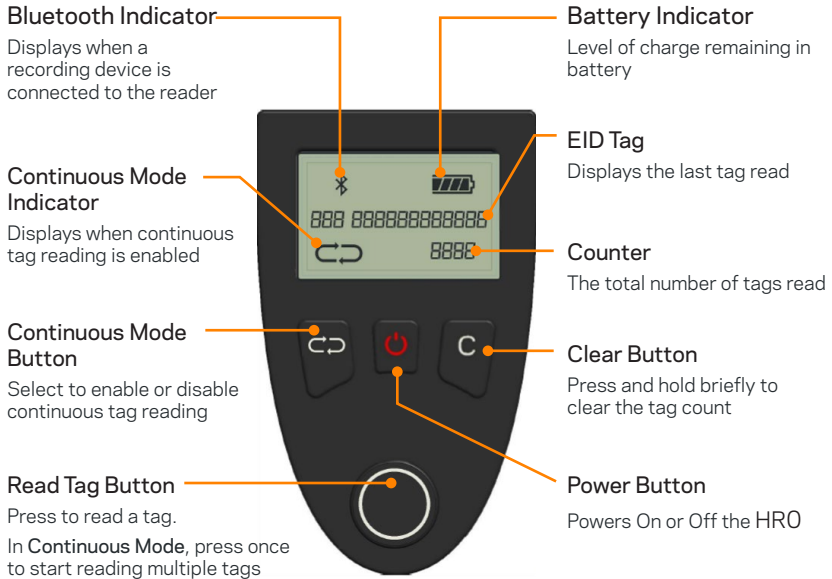 Bluetooth Indicator
Displays when a
recording device is
connected to the reader
Continuous Mode
Indicator
Displays when continuous
tag reading is enabled
Continuous Mode
Button
Select to enable or disable
continuous tag reading
Read Tag Button
Press to read a tag.
In Continuous Mode, press once
to start reading multiple tags
888 888888888888
8888
C
Battery Indicator
Level of charge remaining in
battery
EID Tag
Displays the last tag read
Counter
The total number of tags read
Clear Button
Press and hold briefly to
clear the tag count
Power Button
Powers On or Off the HR0